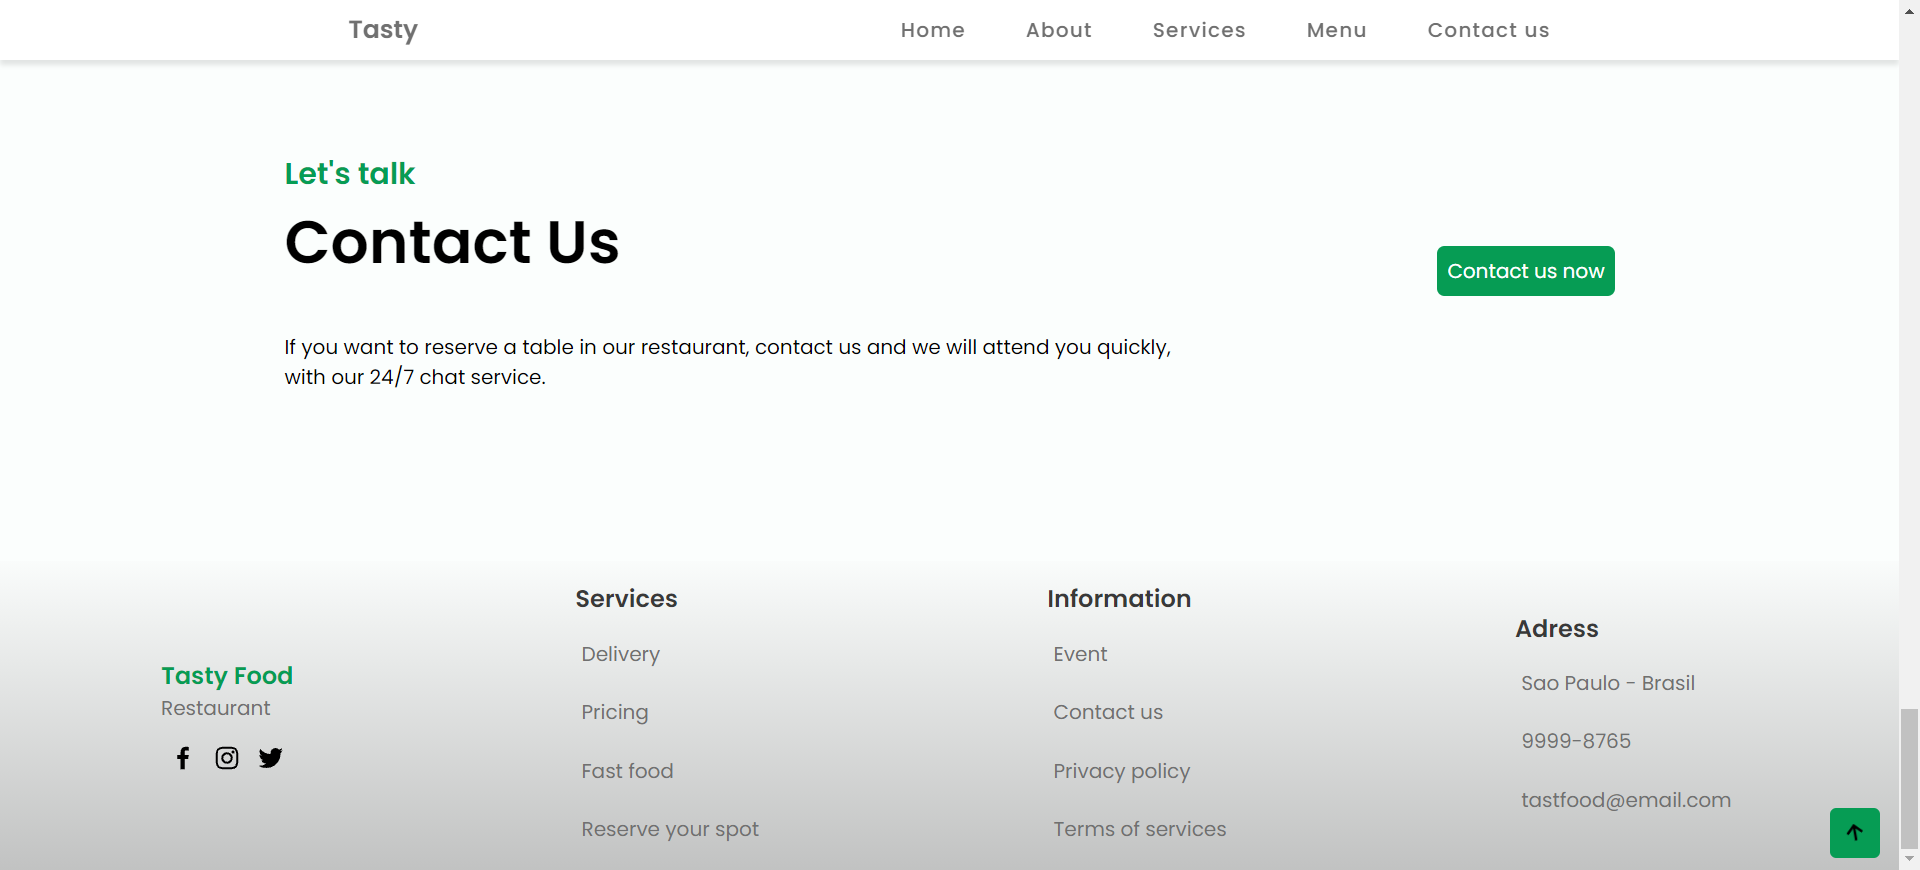 Tasty
Home
About
Services
Menu
Contact us
Let's talk
Contact Us
Contact us now
If you want to reserve a table in our restaurant, contact us and we will attend you quickly,
with our 24/7 chat service.
Tasty Food
Restaurant
Services
Delivery
Pricing
Fast food
Reserve your spot
Information
Event
Contact us
Privacy policy
Terms of services
Adress
Sao Paulo - Brasil
9999-8765
tastfood@email.com